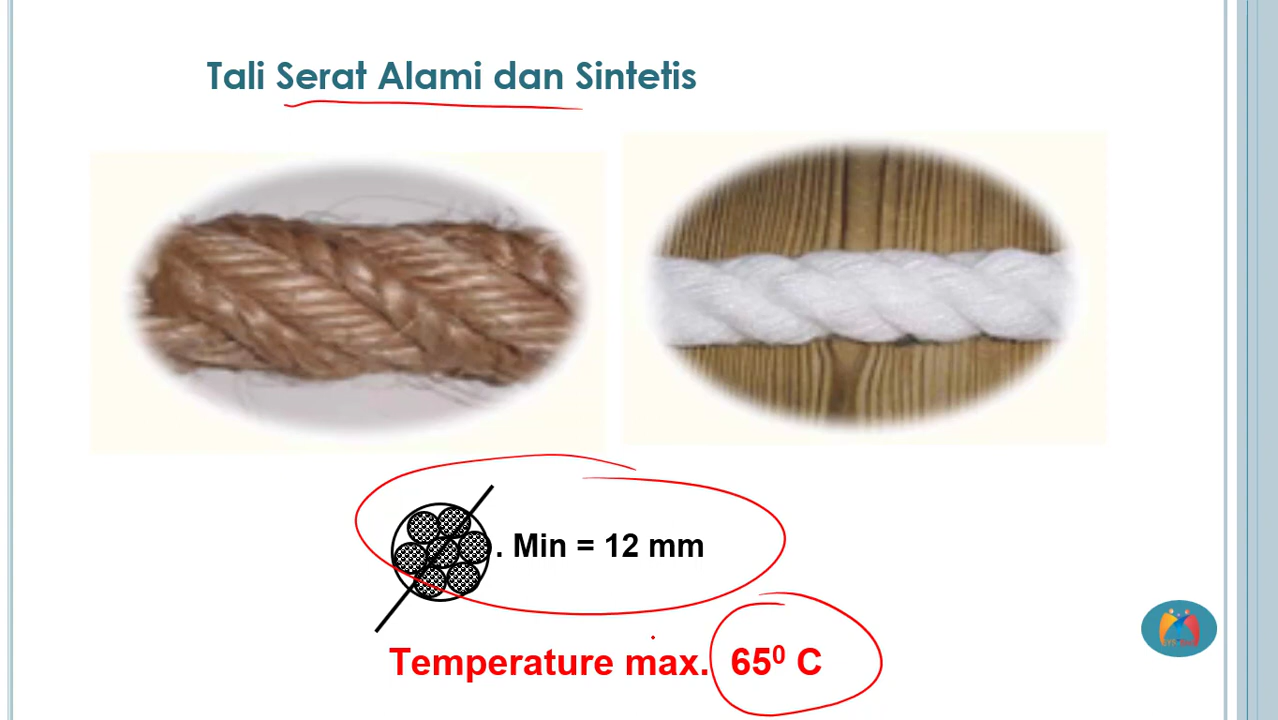 Tali Serat Alami dan Sintetis
. Min = 12 mm
Temperature max. 65⁰ C